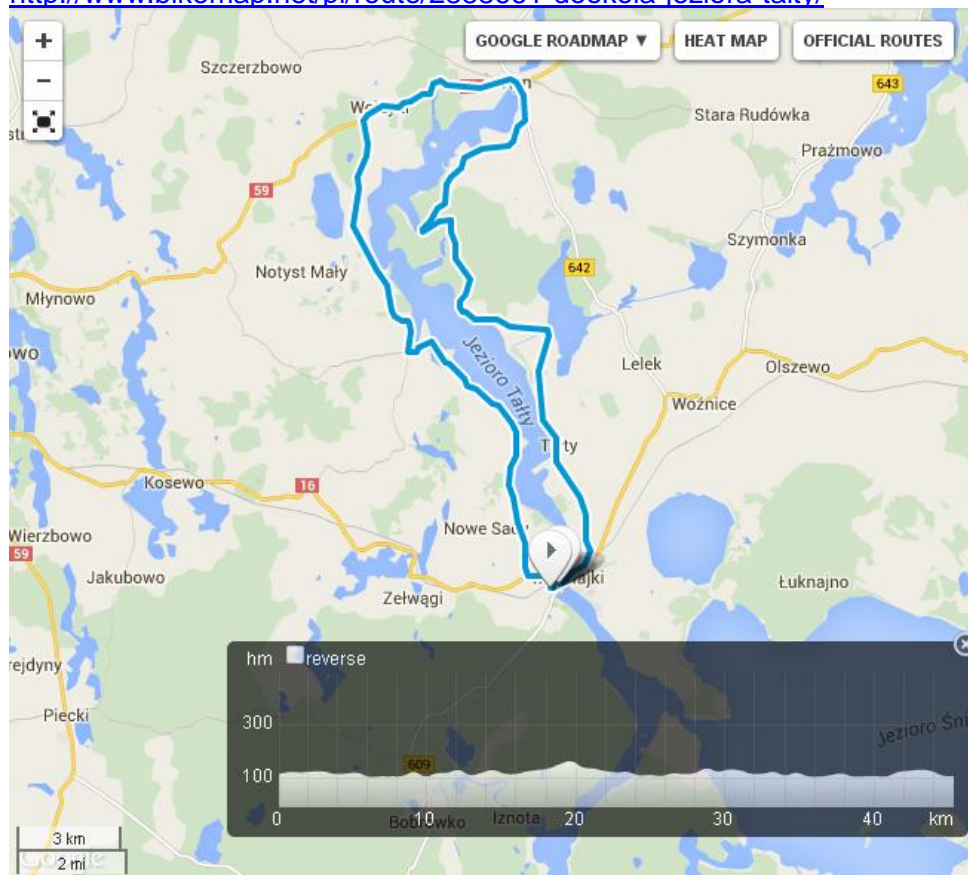 +
GOOGLE ROADMAP ▼
HEAT MAP
OFFICIAL ROUTES
−
Szczerzbowo
643
Stara Rudówka
Prażmowo
59
Szymonka
Notyst Mały
642
Młynowo
Jezioro Tałty
Lelek
Olszewo
Woźnice
Kosewo
16
Nowe Sady
Wierzbowo
59
Jakubowo
Łuknajno
Zełwągi
hm
reverse
Piecki
300
609
100
0
10
20
30
40
km
Bobrówko
Iznota
3 km
2 mi
Google